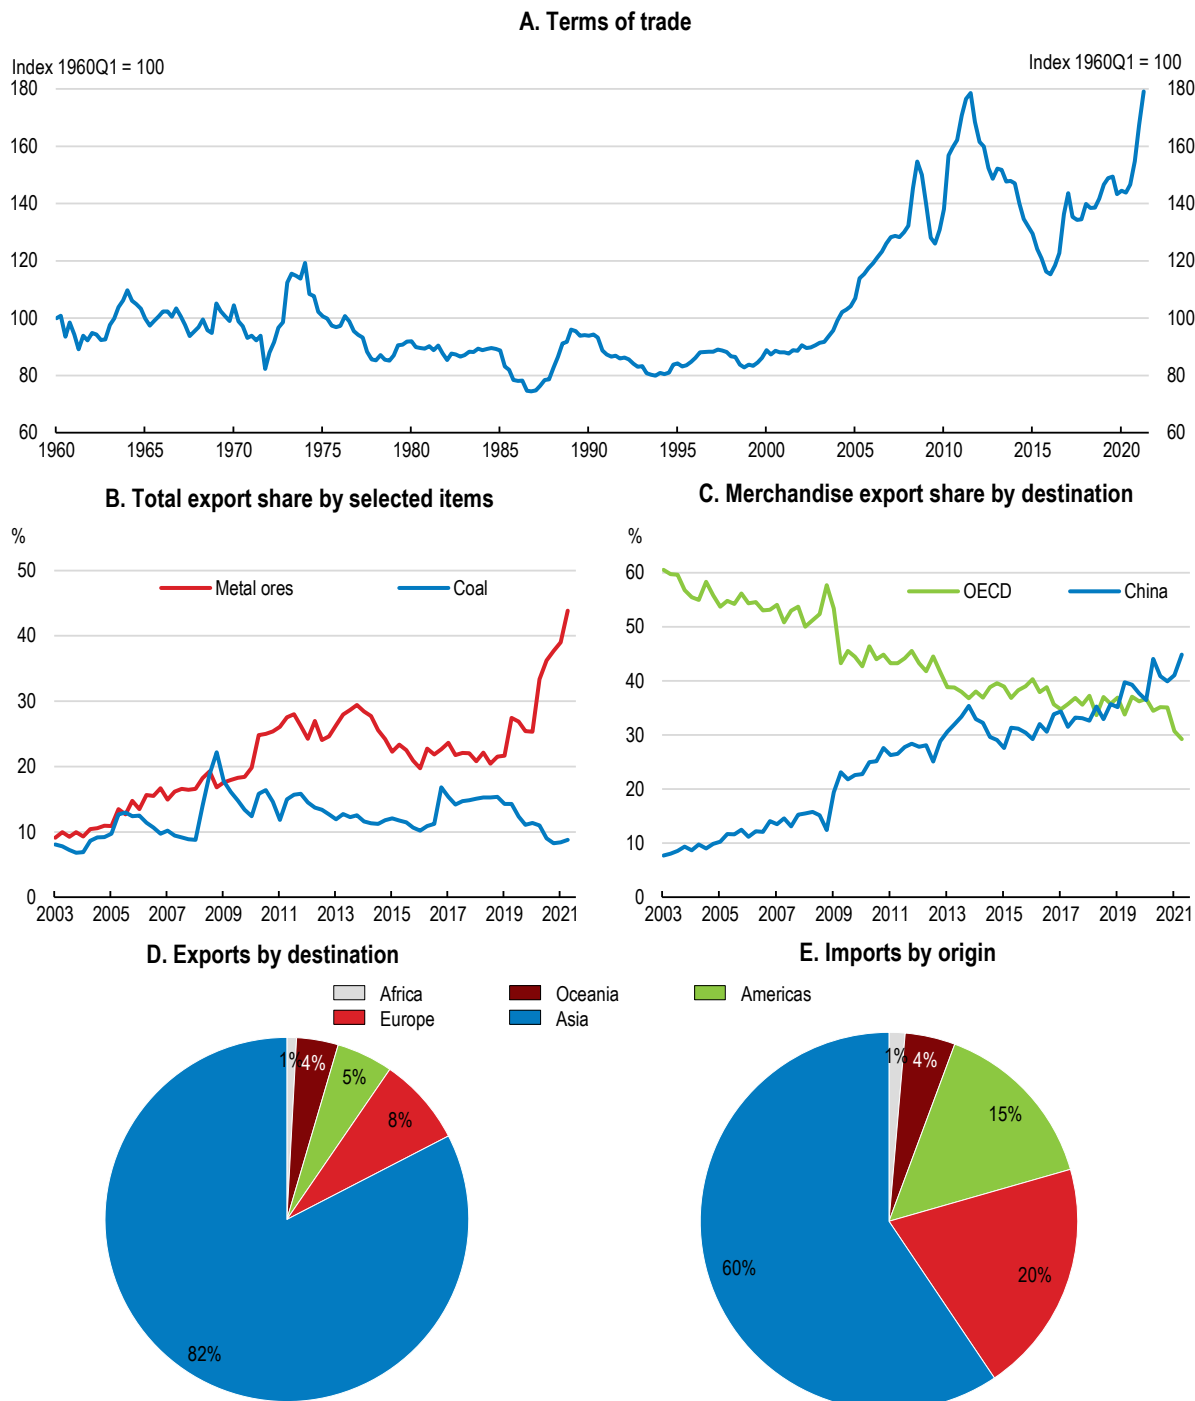 A. Terms of trade
Index 1960Q1 = 100
Index 1960Q1 = 100
180 180
160 160
140 140
120 120
100 100
80 80
60 60
1960 1965 1970 1975 1980 1985 1990 1995 2000 2005 2010 2015 2020
B. Total export share by selected items
%
50
Metal ores Coal
40
30
20
10
0
2003 2005 2007 2009 2011 2013 2015 2017 2019 2021
C. Merchandise export share by destination
%
60
OECD China
50
40
30
20
10
0
2003 2005 2007 2009 2011 2013 2015 2017 2019 2021
D. Exports by destination
E. Imports by origin
Africa Oceania Americas
Europe Asia
1% 4% 5% 8% 82%
1% 4% 15% 20% 60%